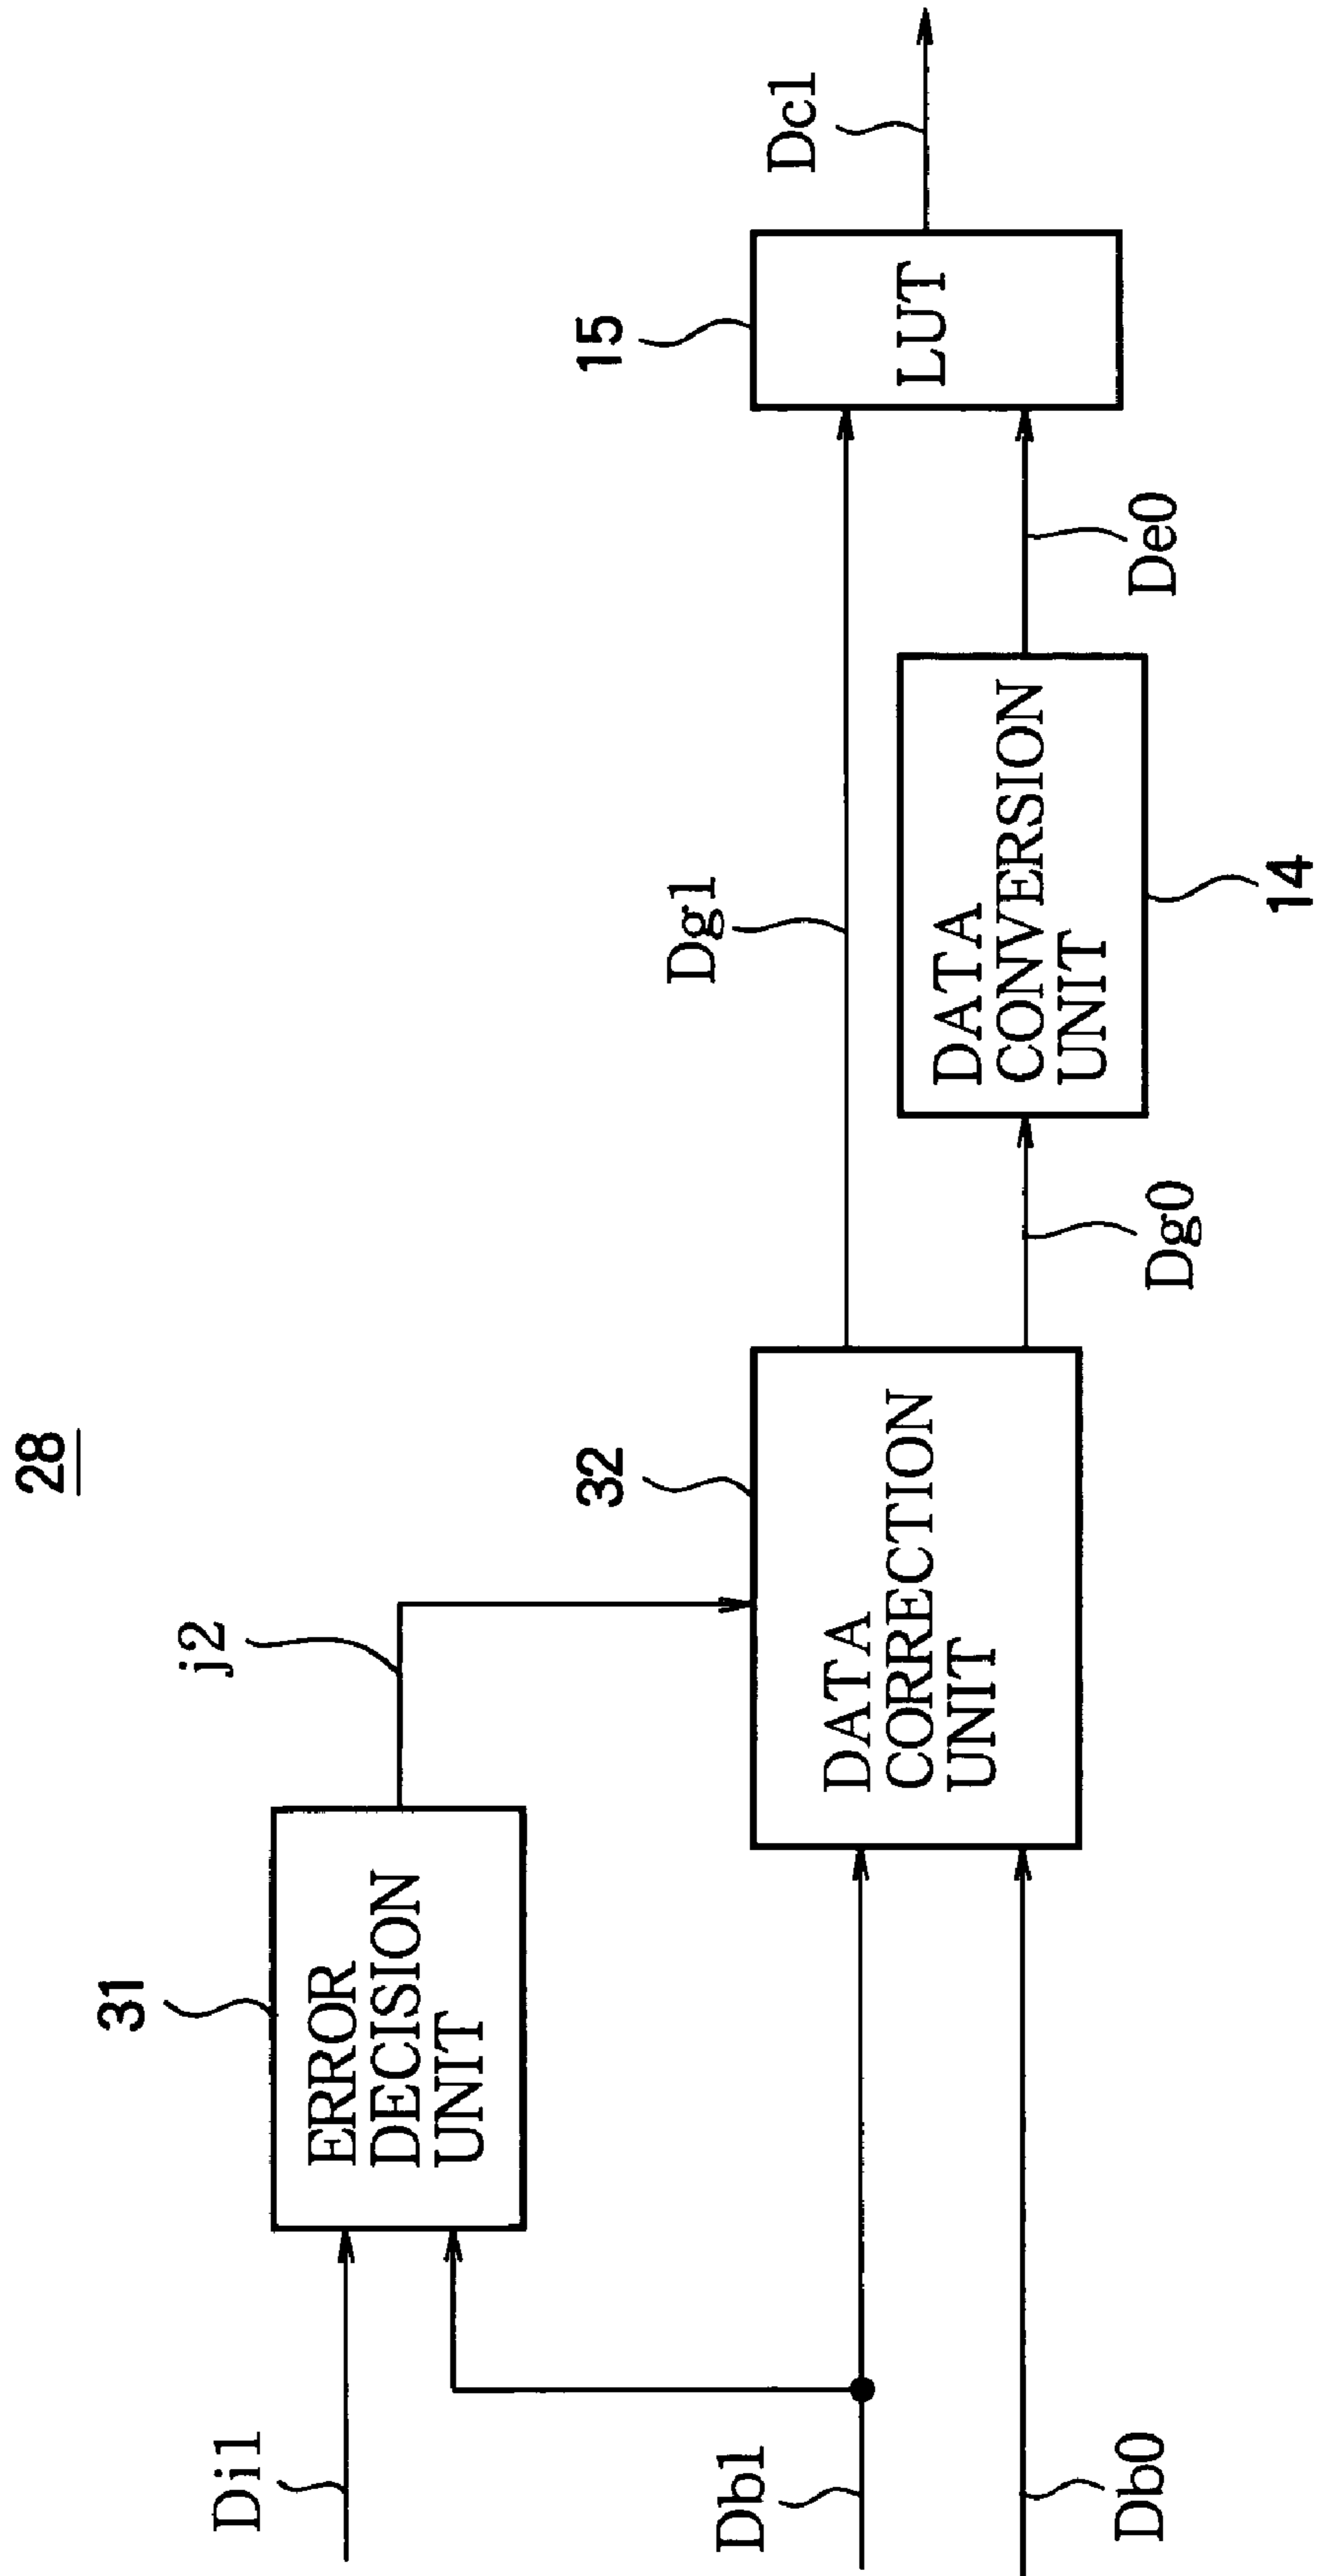 28
Di1
31
ERROR
DECISION
UNIT
j2
Db1
Db0
32
DATA
CORRECTION
UNIT
Dg1
Dg0
DATA
CONVERSION
UNIT
14
De0
15
LUT
Dc1